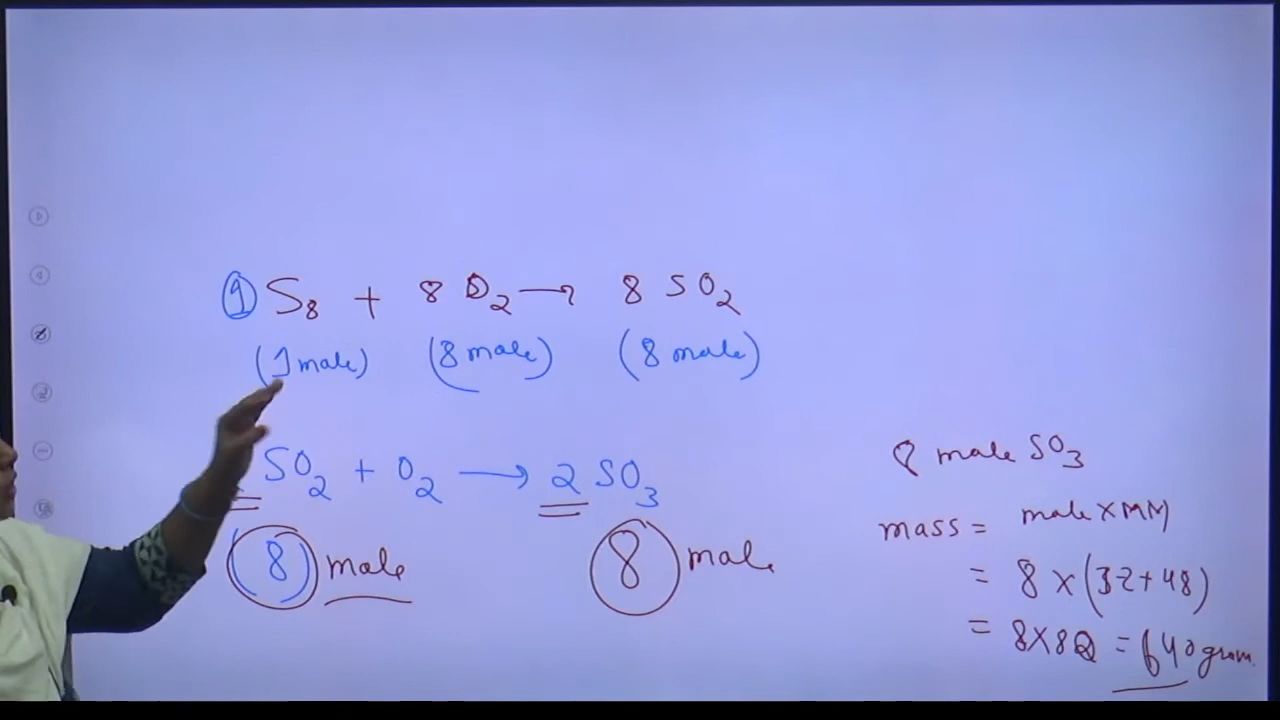 ① S₈ + 8 O₂ → 8 SO₂
(1 mole) (8 mole) (8 mole)
SO₂ + O₂ → 2 SO₃
(8) mole 8 mole
8 mole SO₃
mass = mole × MM
= 8 × (32+48)
= 8×80 = 640 gram.